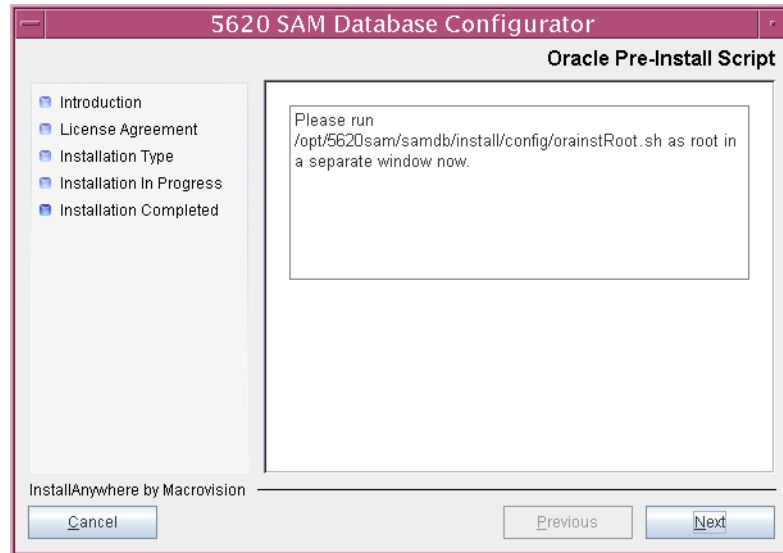 5620 SAM Database Configurator
Oracle Pre-Install Script
Introduction
License Agreement
Installation Type
Installation In Progress
Installation Completed
Please run
/opt/5620sam/samdb/install/config/orainstRoot.sh as root in
a separate window now.
InstallAnywhere by Macrovision
Cancel
Previous
Next